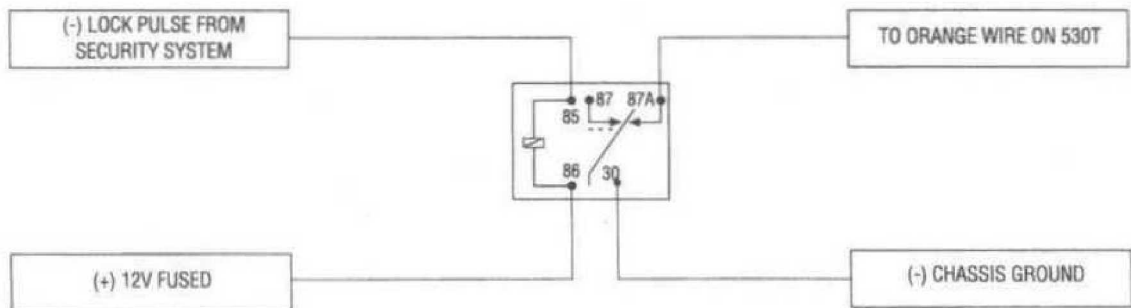 (-) LOCK PULSE FROM
SECURITY SYSTEM
TO ORANGE WIRE ON 530T
87 87A
85
86 30
(+) 12V FUSED
(-) CHASSIS GROUND